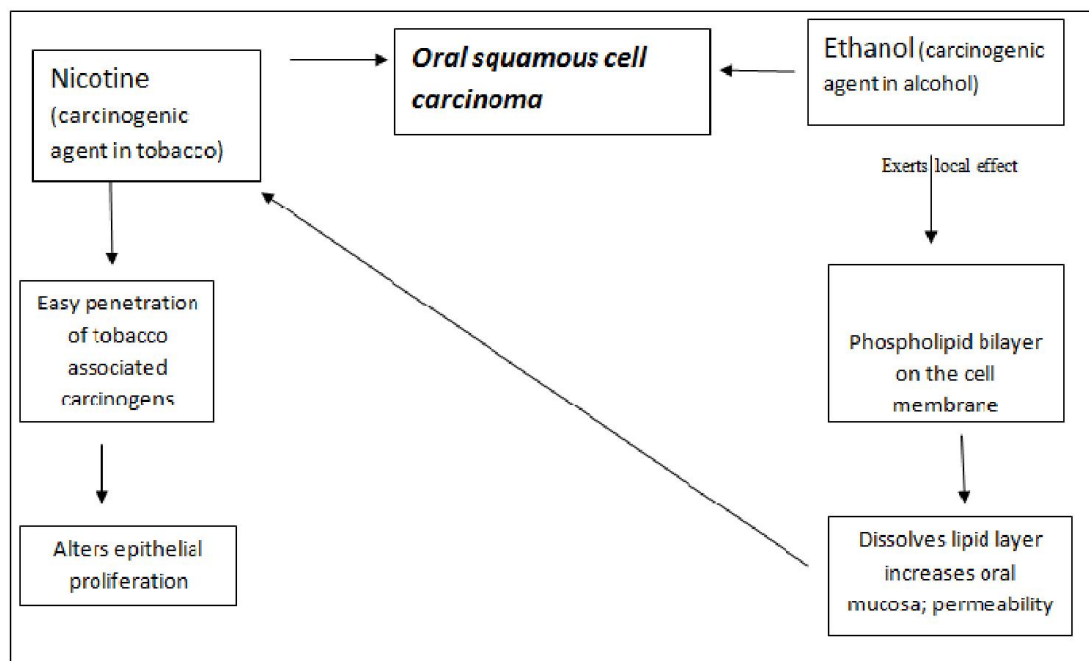 Nicotine
(carcinogenic
agent in tobacco)
Oral squamous cell
carcinoma
Ethanol (carcinogenic
agent in alcohol)
Exerts local effect
Easy penetration
of tobacco
associated
carcinogens
Phospholipid bilayer
on the cell
membrane
Alters epithelial
proliferation
Dissolves lipid layer
increases oral
mucosa; permeability